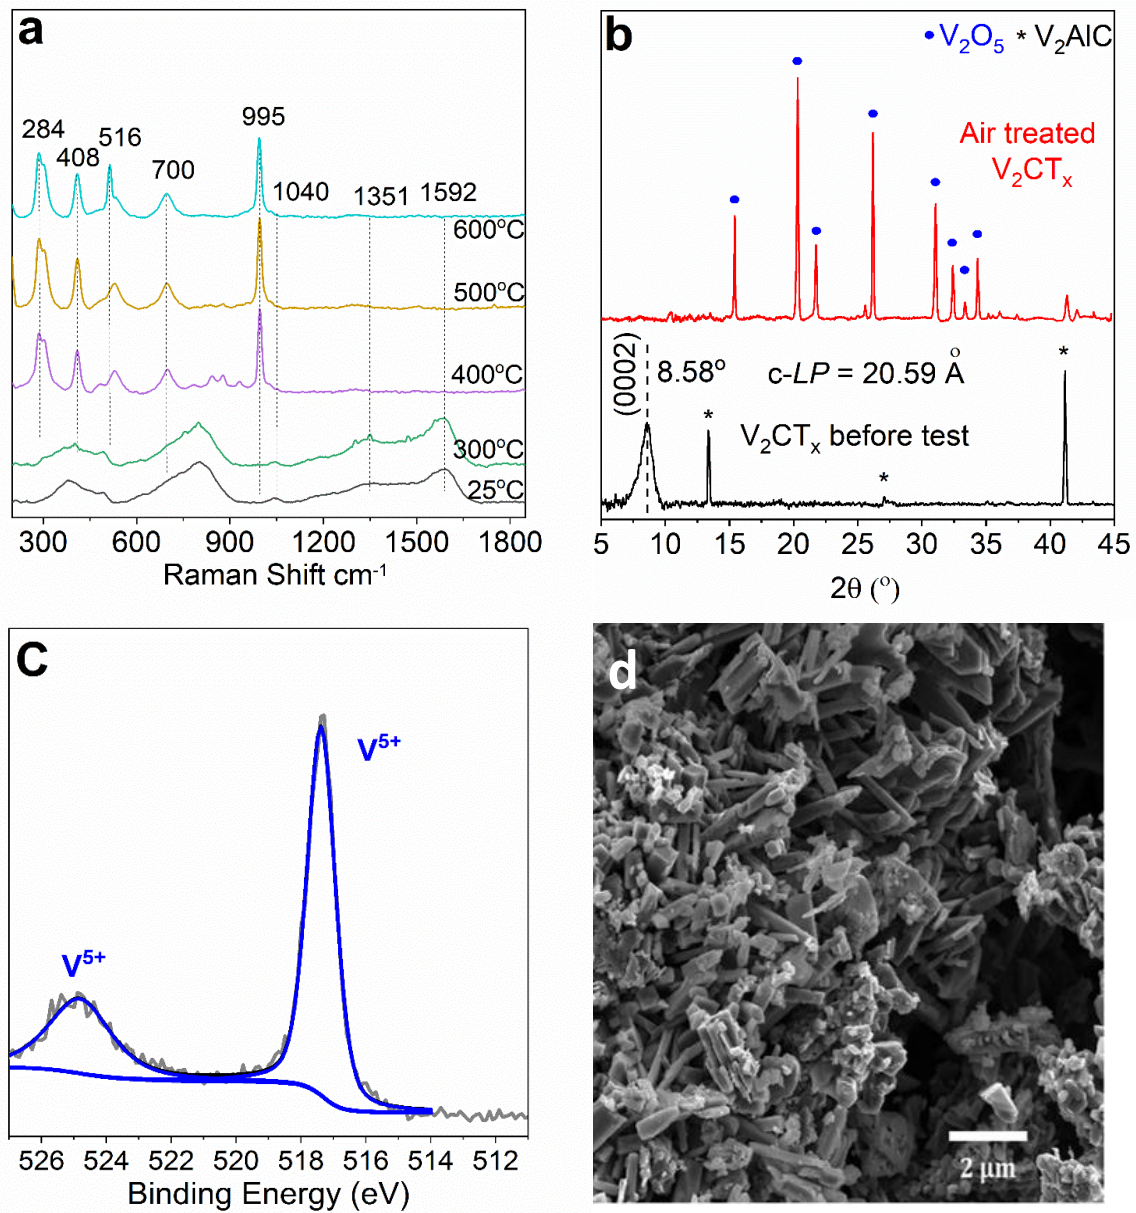 a
284
408
516
700
995
1040
1351
1592
600°C
500°C
400°C
300°C
25°C
300 600 900 1200 1500 1800
Raman Shift cm-1
b
• V2O5 * V2AlC
Air treated
V2CTx
(0002)
8.58o
c-LP = 20.59 Å
*
*
*
V2CTx before test
5 10 15 20 25 30 35 40 45
2θ (o)
C
V5+
V5+
526 524 522 520 518 516 514 512
Binding Energy (eV)
d
2 µm